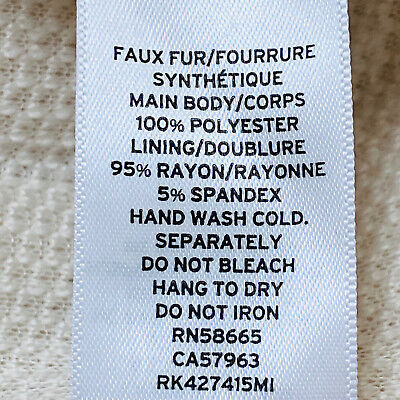 FAUX FUR/FOURRURE
SYNTHÉTIQUE
MAIN BODY/CORPS
100% POLYESTER
LINING/DOUBLURE
95% RAYON/RAYONNE
5% SPANDEX
HAND WASH COLD.
SEPARATELY
DO NOT BLEACH
HANG TO DRY
DO NOT IRON
RN58665
CA57963
RK427415MI